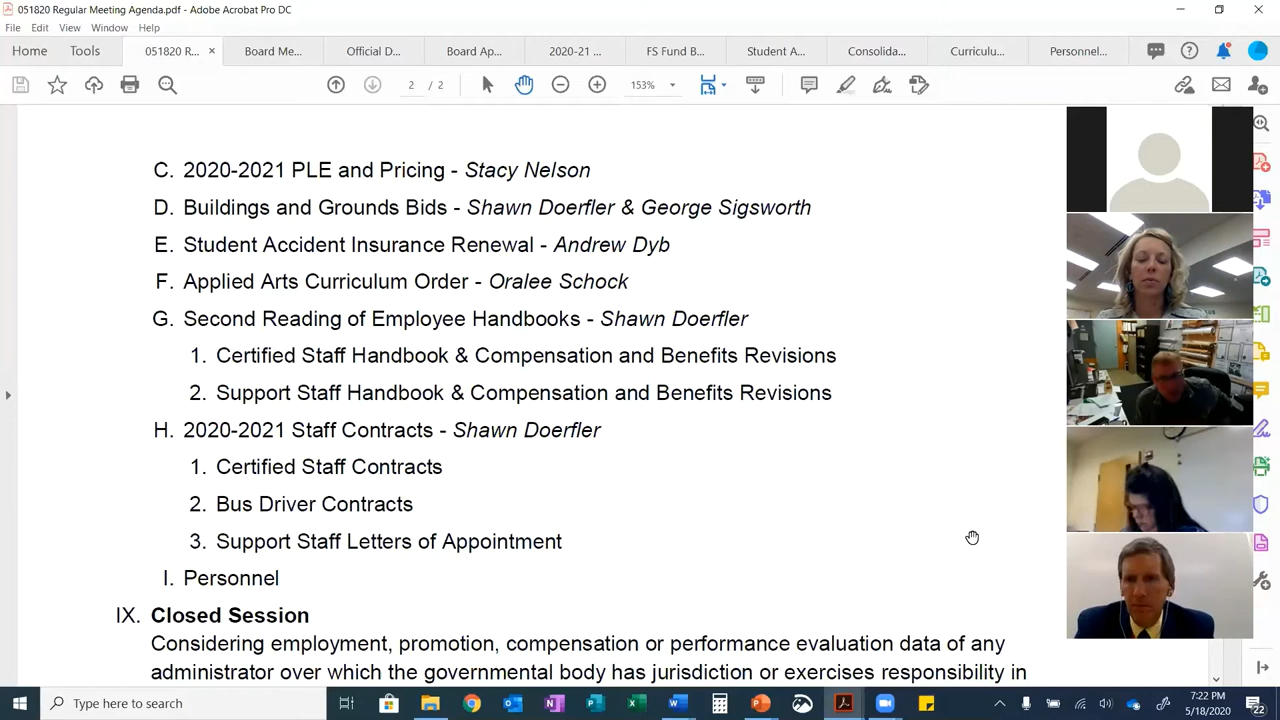 051820 Regular Meeting Agenda.pdf - Adobe Acrobat Pro DC
File Edit View Window Help
Home Tools 051820 R... × Board Me... Official D... Board Ap... 2020-21 ... FS Fund B... Student A... Consolida... Curriculu... Personnel...
2 / 2 153%
C. 2020-2021 PLE and Pricing - Stacy Nelson
D. Buildings and Grounds Bids - Shawn Doerfler & George Sigsworth
E. Student Accident Insurance Renewal - Andrew Dyb
F. Applied Arts Curriculum Order - Oralee Schock
G. Second Reading of Employee Handbooks - Shawn Doerfler
1. Certified Staff Handbook & Compensation and Benefits Revisions
2. Support Staff Handbook & Compensation and Benefits Revisions
H. 2020-2021 Staff Contracts - Shawn Doerfler
1. Certified Staff Contracts
2. Bus Driver Contracts
3. Support Staff Letters of Appointment
I. Personnel
IX. Closed Session
Considering employment, promotion, compensation or performance evaluation data of any
administrator over which the governmental body has jurisdiction or exercises responsibility in
Type here to search
7:22 PM
5/18/2020
22